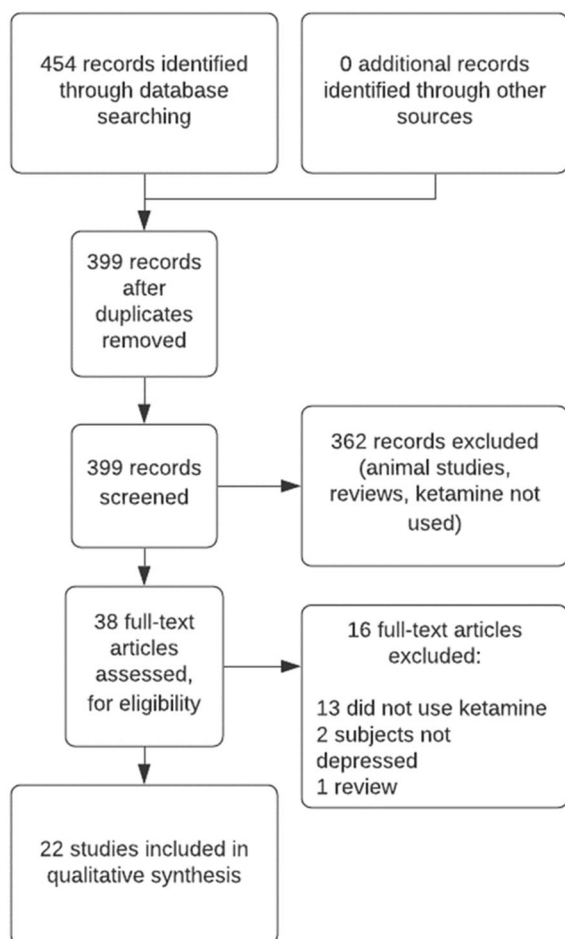 454 records identified
through database
searching
0 additional records
identified through other
sources
399 records
after
duplicates
removed
399 records
screened
362 records excluded
(animal studies,
reviews, ketamine not
used)
38 full-text
articles
assessed,
for eligibility
16 full-text articles
excluded:
13 did not use ketamine
2 subjects not
depressed
1 review
22 studies included in
qualitative synthesis